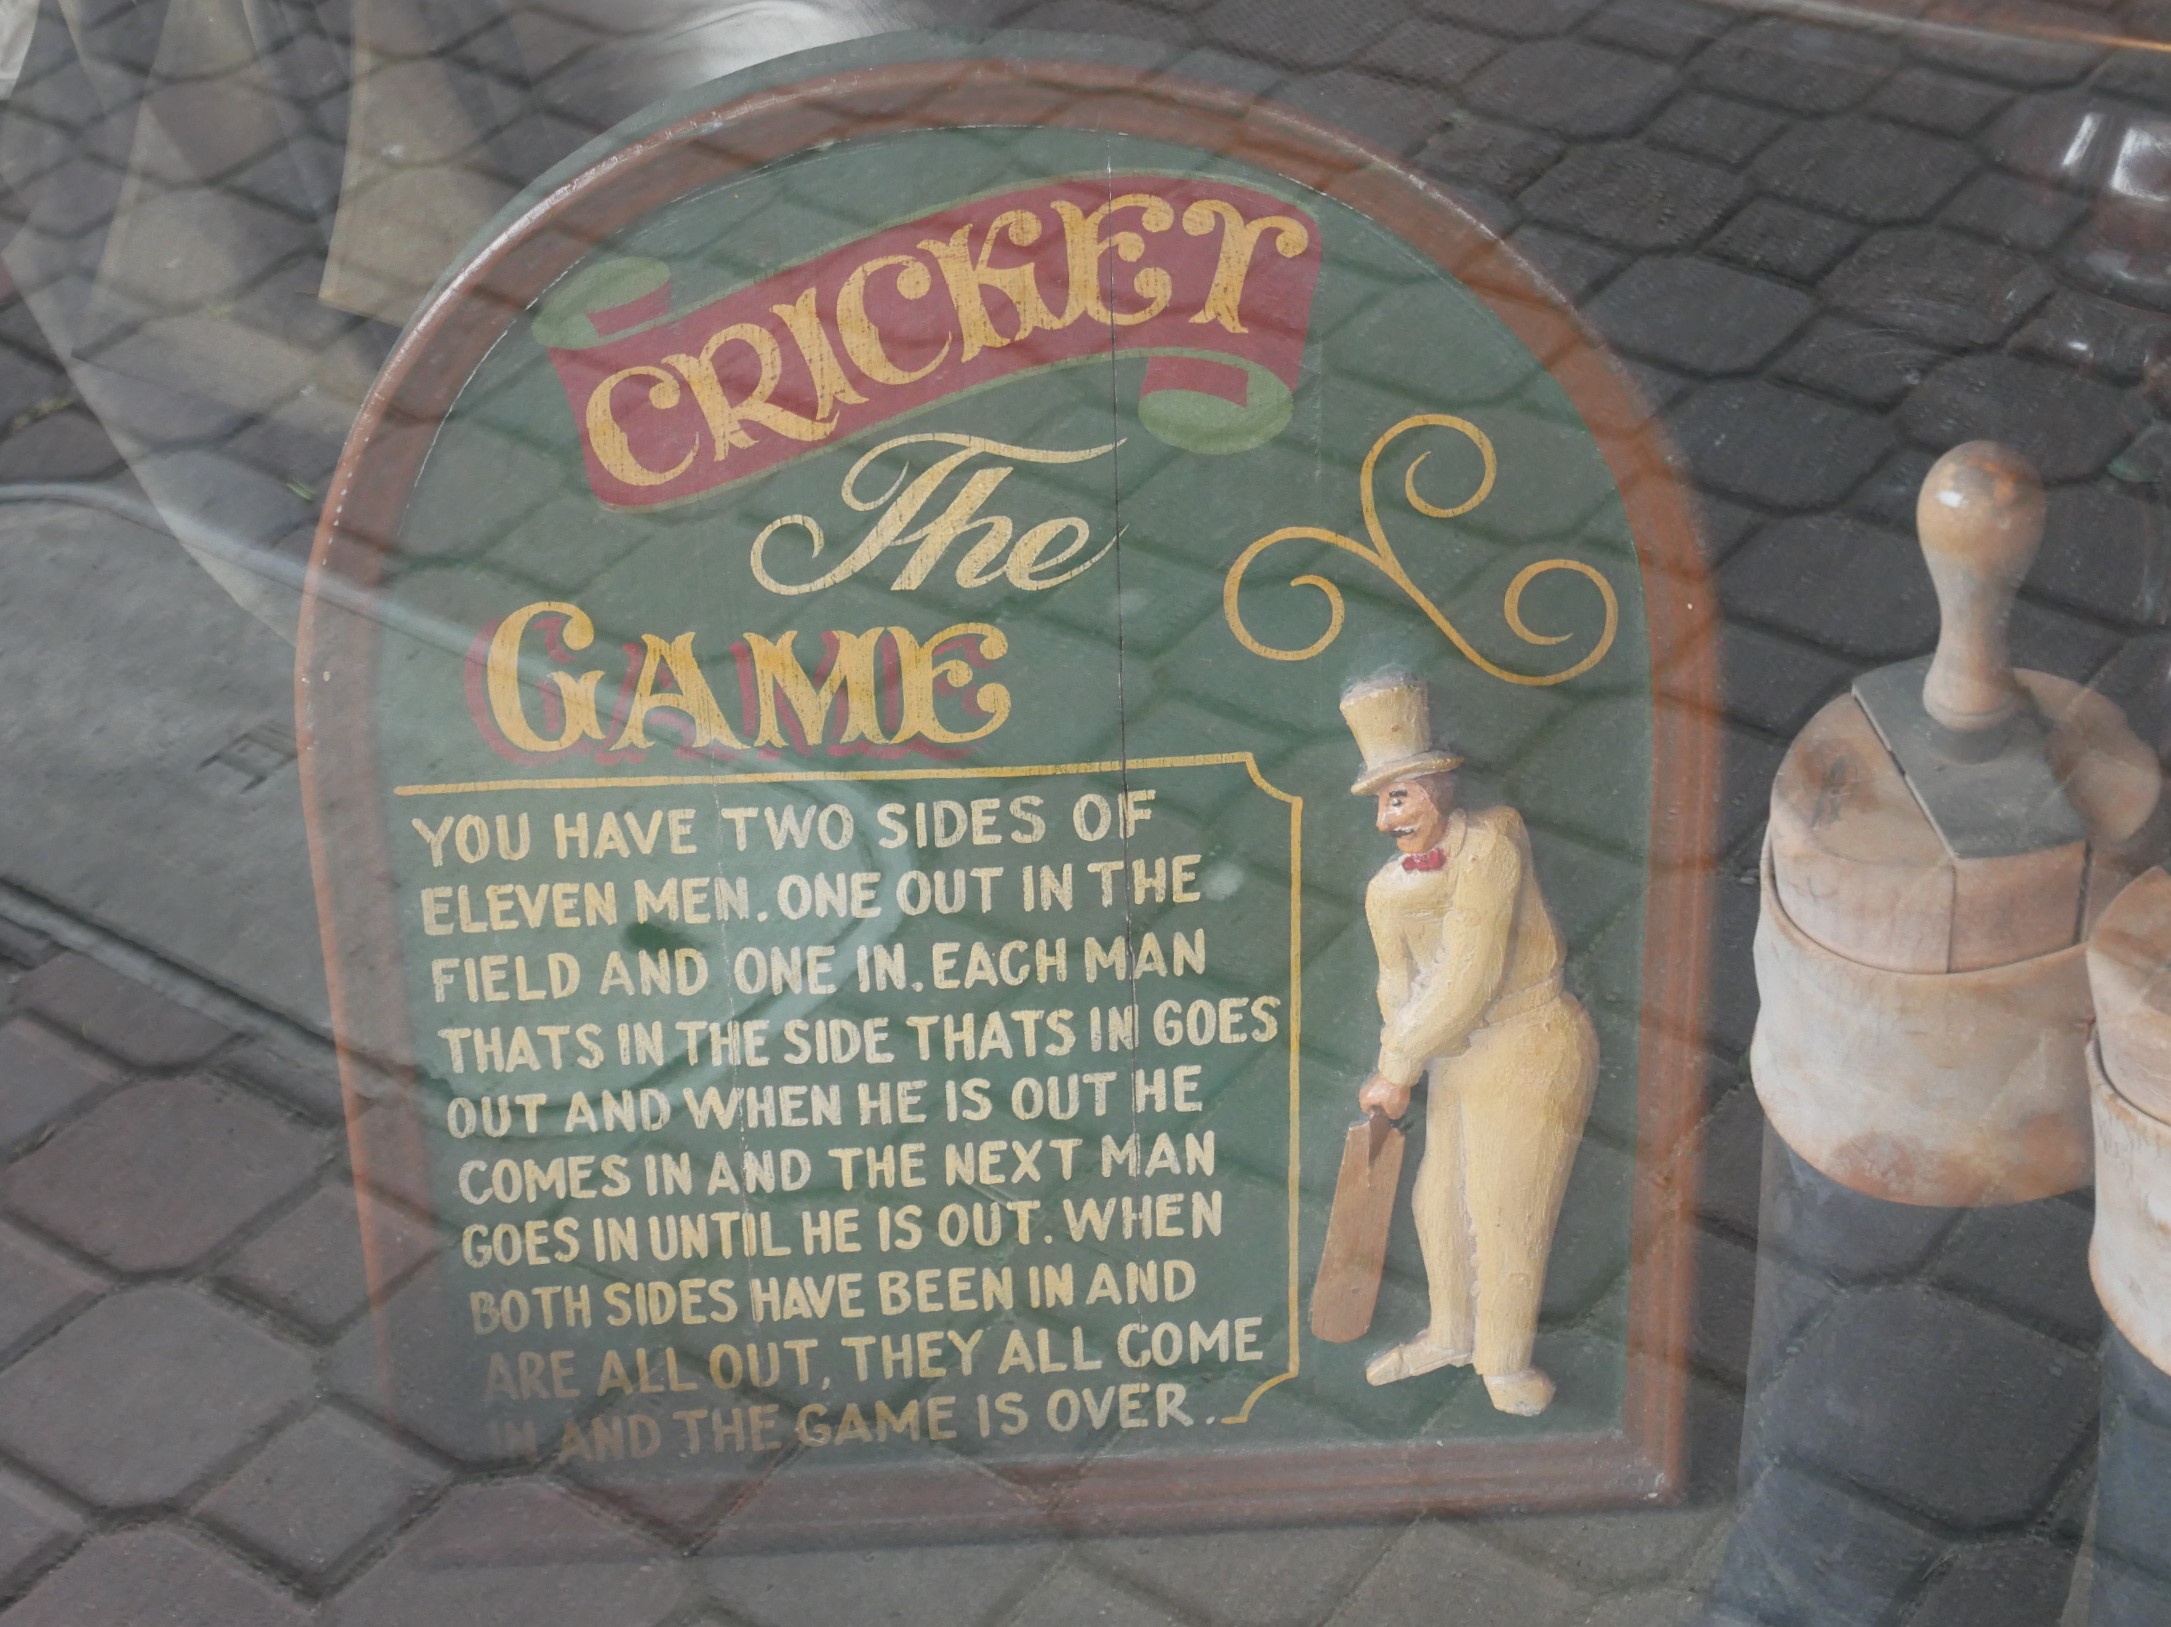 CRICKET
The
GAME
YOU HAVE TWO SIDES OF
ELEVEN MEN. ONE OUT IN THE
FIELD AND ONE IN. EACH MAN
THATS IN THE SIDE THATS IN GOES
OUT AND WHEN HE IS OUT HE
COMES IN AND THE NEXT MAN
GOES IN UNTIL HE IS OUT. WHEN
BOTH SIDES HAVE BEEN IN AND
ARE ALL OUT, THEY ALL COME
IN AND THE GAME IS OVER.